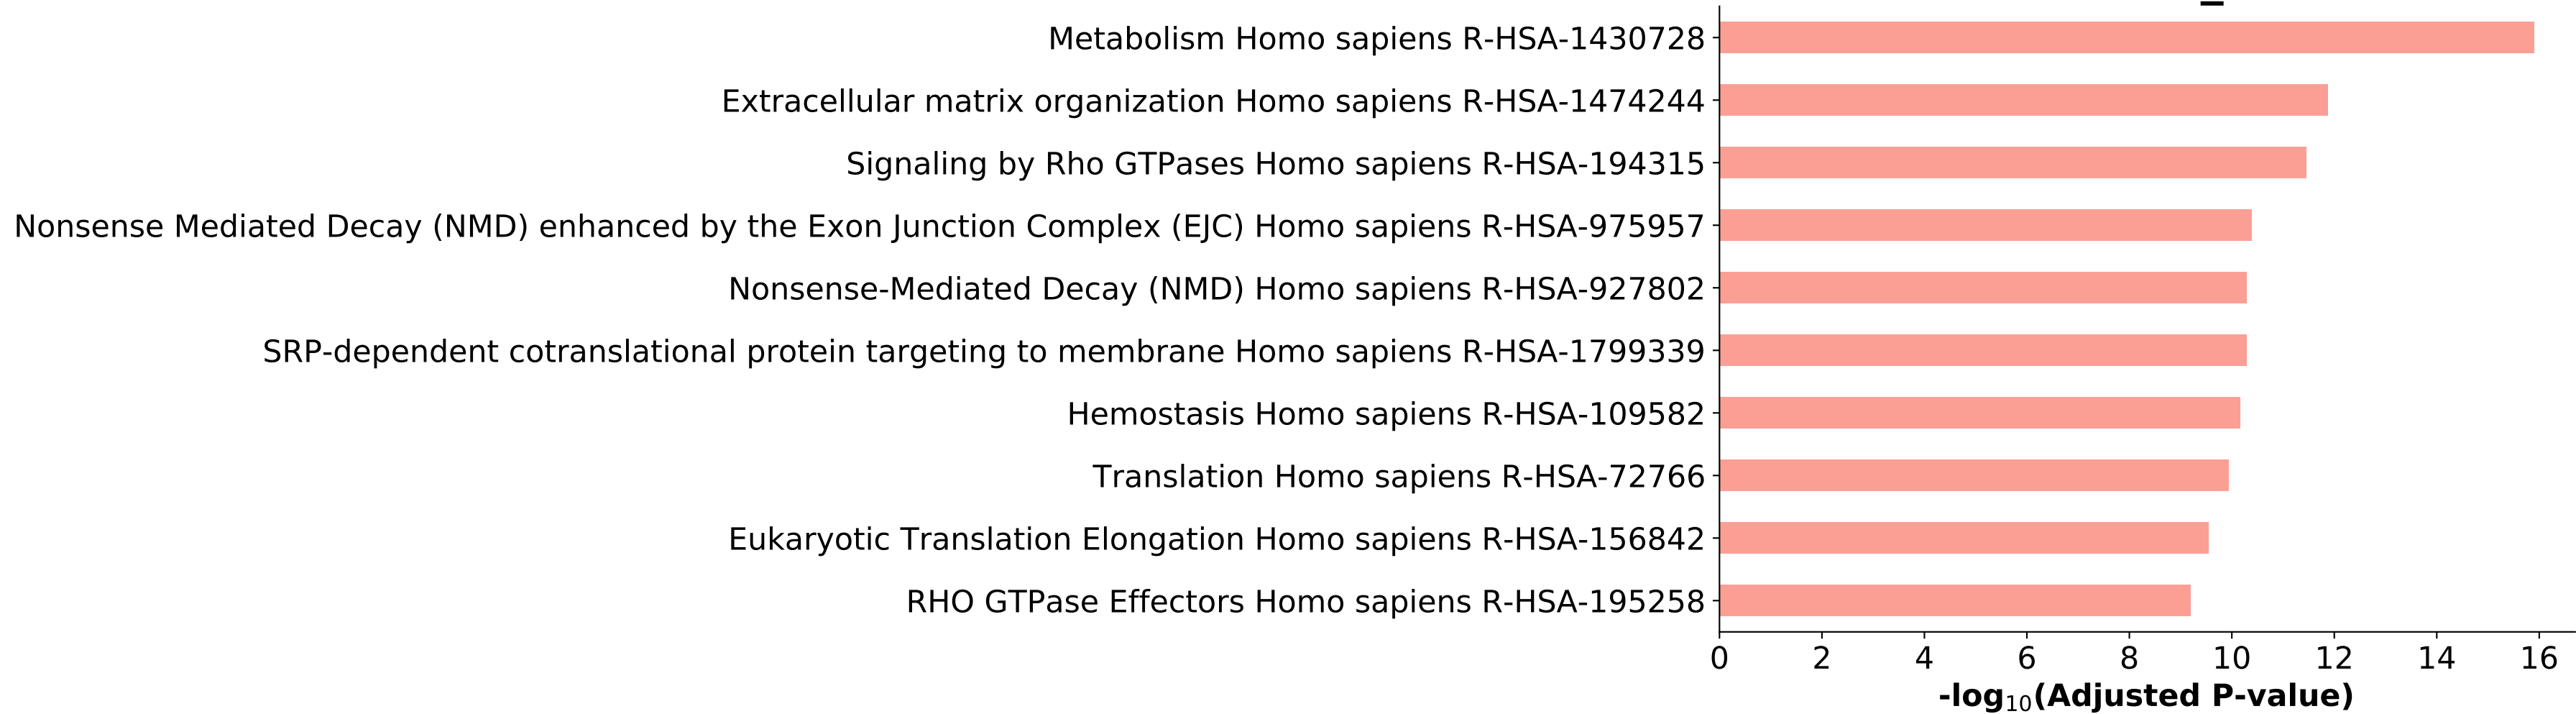 Metabolism Homo sapiens R-HSA-1430728
Extracellular matrix organization Homo sapiens R-HSA-1474244
Signaling by Rho GTPases Homo sapiens R-HSA-194315
Nonsense Mediated Decay (NMD) enhanced by the Exon Junction Complex (EJC) Homo sapiens R-HSA-975957
Nonsense-Mediated Decay (NMD) Homo sapiens R-HSA-927802
SRP-dependent cotranslational protein targeting to membrane Homo sapiens R-HSA-1799339
Hemostasis Homo sapiens R-HSA-109582
Translation Homo sapiens R-HSA-72766
Eukaryotic Translation Elongation Homo sapiens R-HSA-156842
RHO GTPase Effectors Homo sapiens R-HSA-195258
0 2 4 6 8 10 12 14 16
-log₁₀(Adjusted P-value)